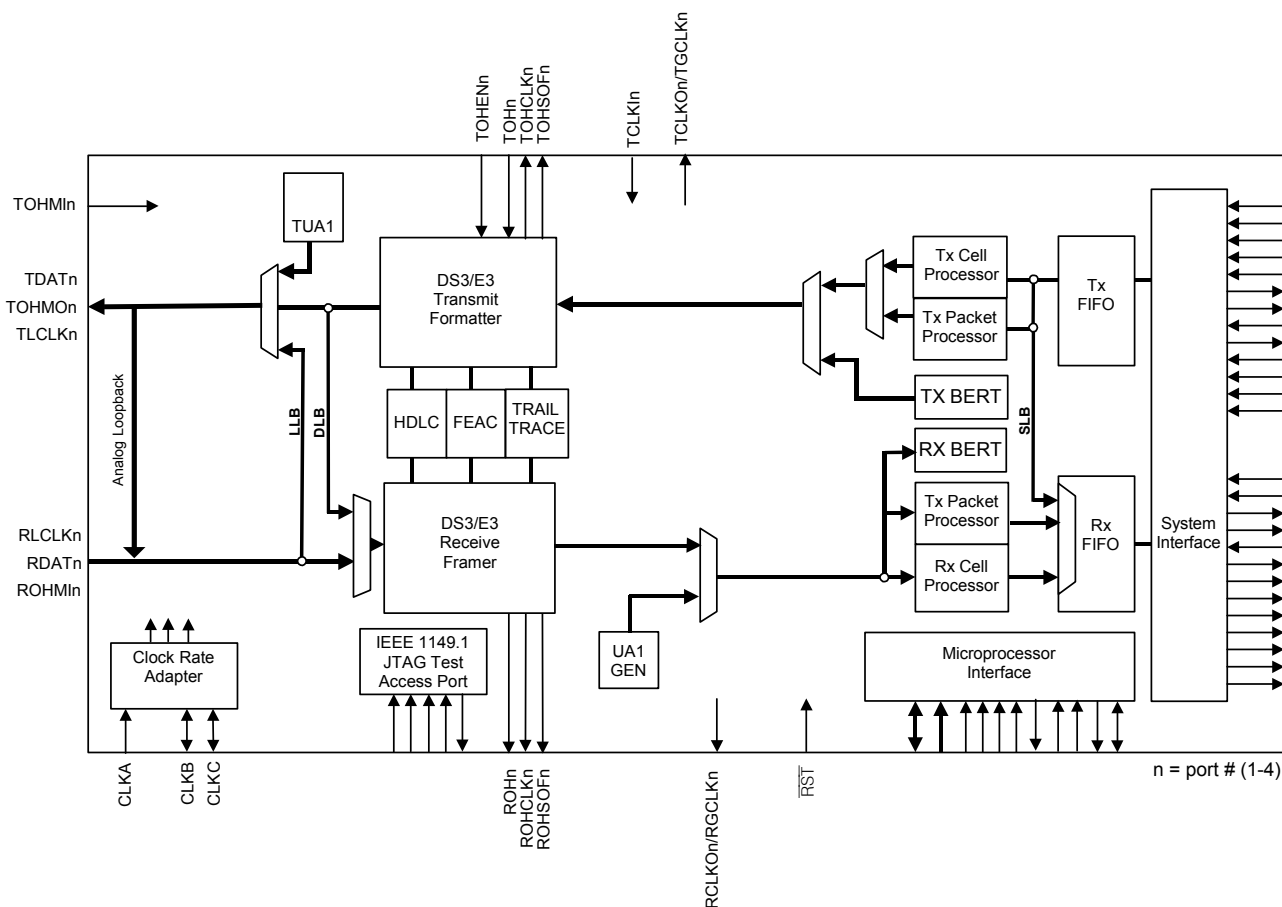 TOHENn
TOHn
TOHCLKn
TOHSOFn
TCLKIn
TCLKOn/TGCLKn
TOHMIn
TUA1
TDATn
TOHMOn
TLCLKn
DS3/E3
Transmit
Formatter
Tx Cell
Processor
Tx Packet
Processor
Tx
FIFO
TX BERT
Analog Loopback
LLB
DLB
HDLC
FEAC
TRAIL
TRACE
SLB
RX BERT
RLCLKn
RDATn
ROHMIn
DS3/E3
Receive
Framer
Tx Packet
Processor
Rx Cell
Processor
Rx
FIFO
System
Interface
Clock Rate
Adapter
IEEE 1149.1
JTAG Test
Access Port
UA1
GEN
Microprocessor
Interface
CLKA
CLKB
CLKC
ROHn
ROHCLKn
ROHSOFn
RCLKOn/RGCLKn
RST
n = port # (1-4)